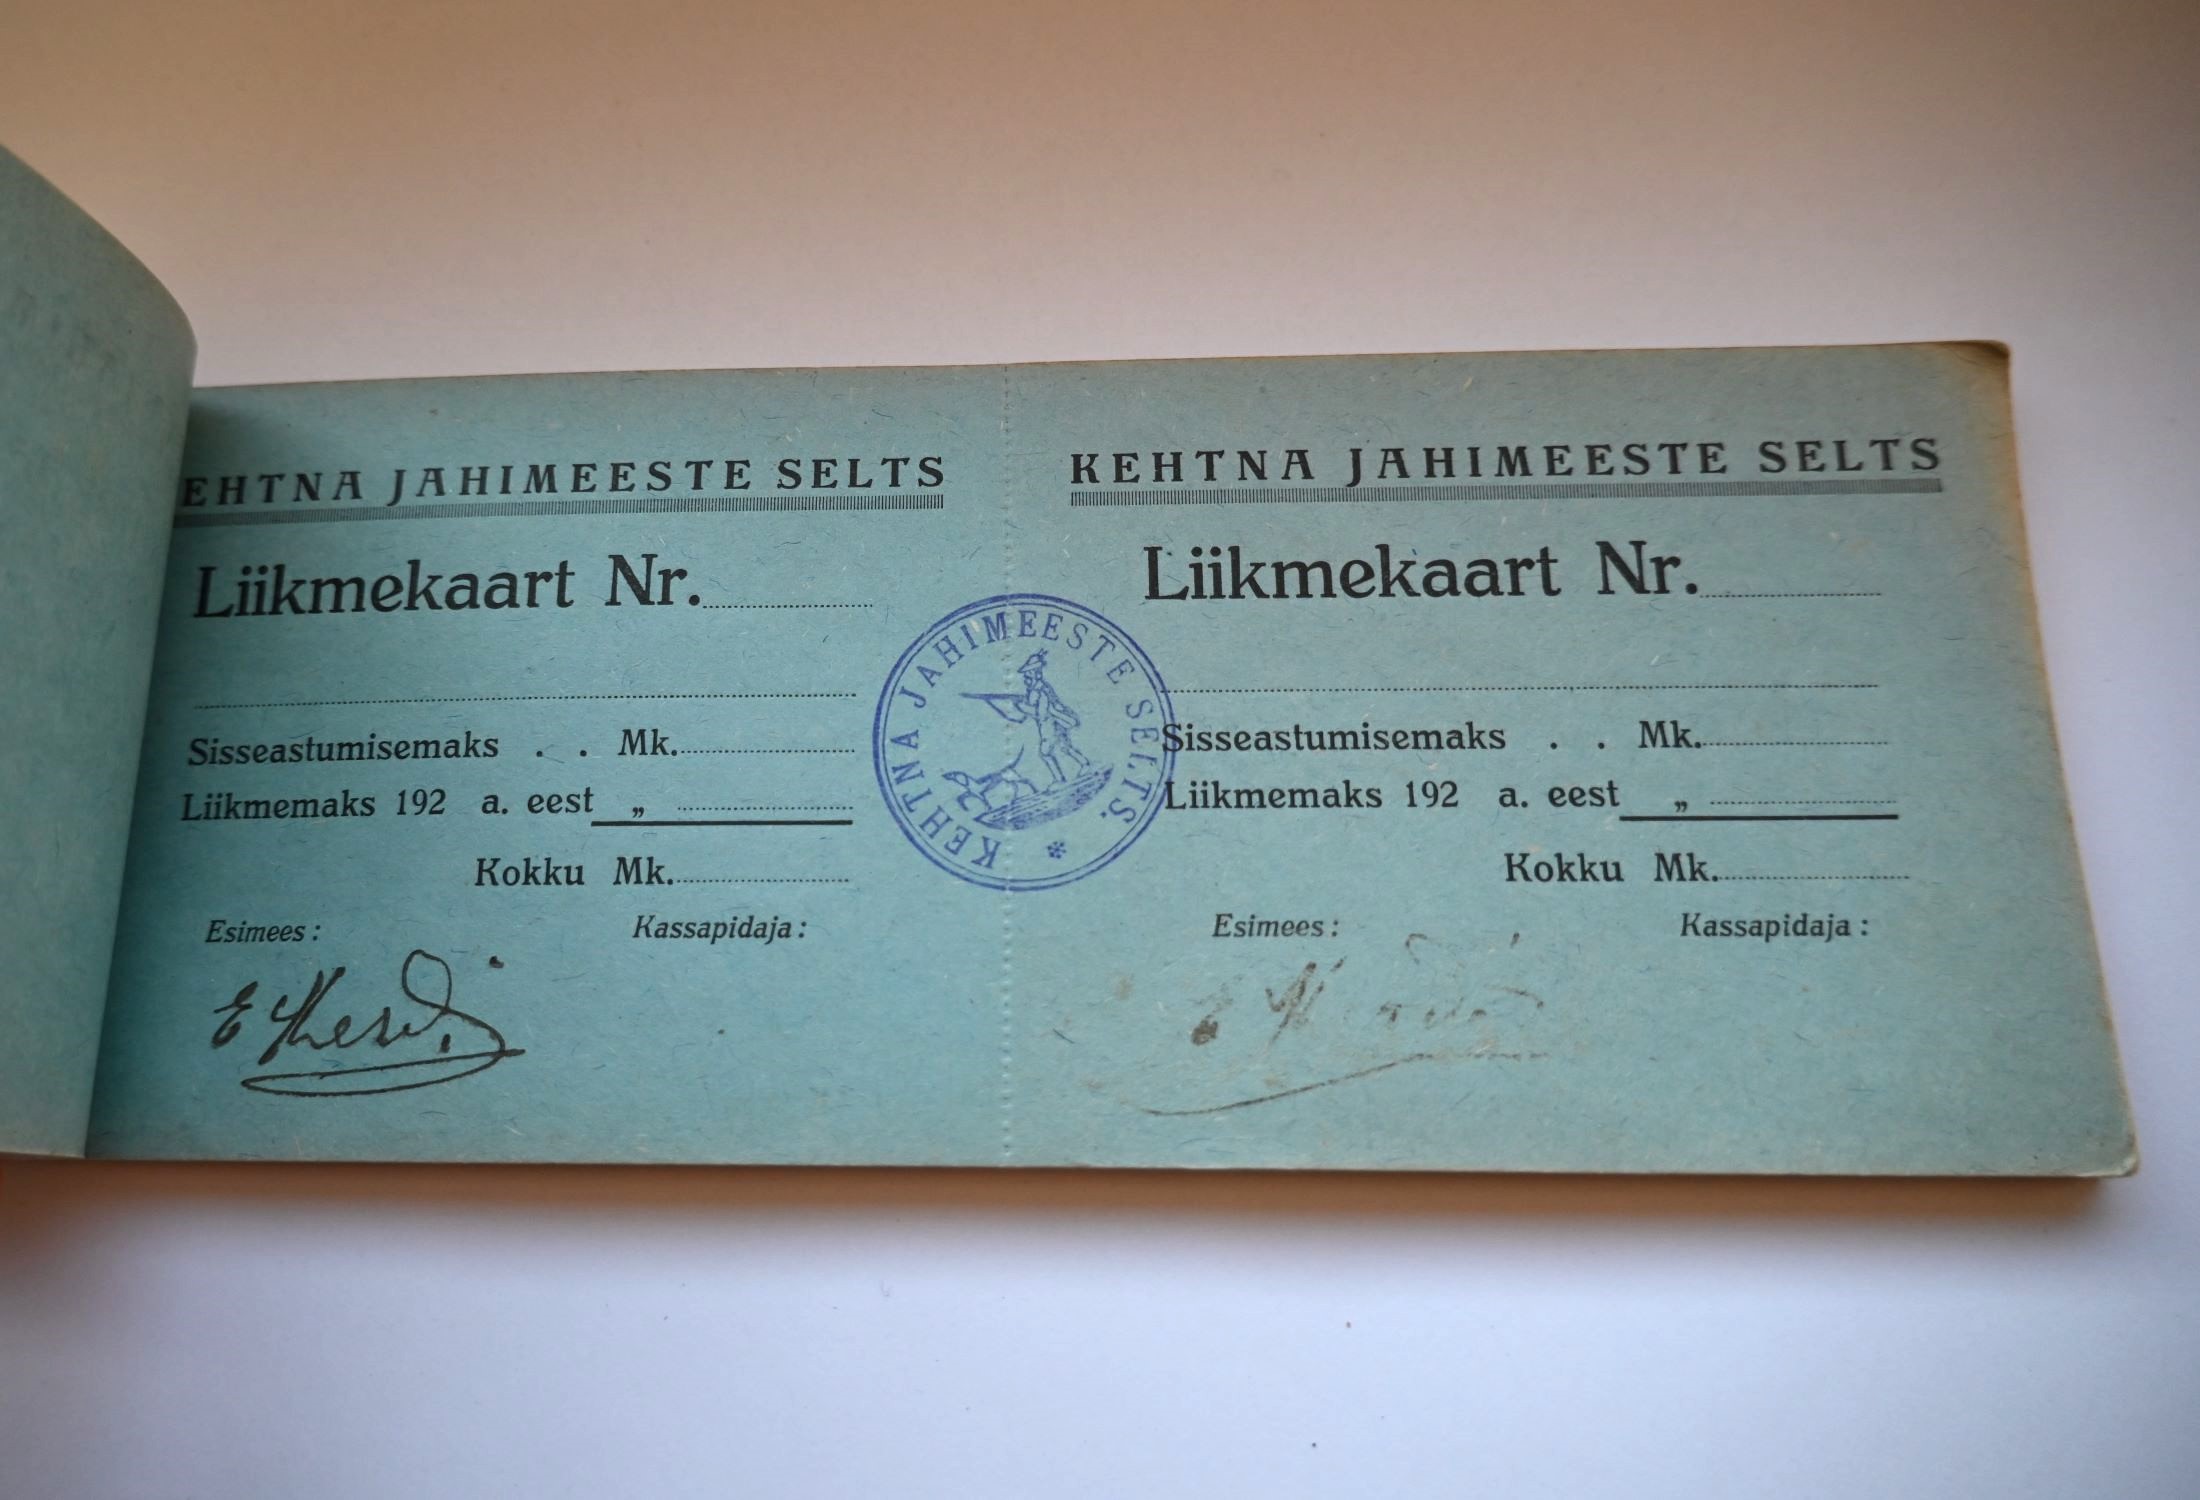 EHTNA JAHIMEESTE SELTS
Liikmekaart Nr.
Sisseastumisemaks . . Mk.
Liikmemaks 192 a. eest „
Kokku Mk.
Esimees: Kassapidaja:
KEHTNA JAHIMEESTE SELTS. *
KEHTNA JAHIMEESTE SELTS
Liikmekaart Nr.
Sisseastumisemaks . . Mk.
Liikmemaks 192 a. eest „
Kokku Mk.
Esimees: Kassapidaja: